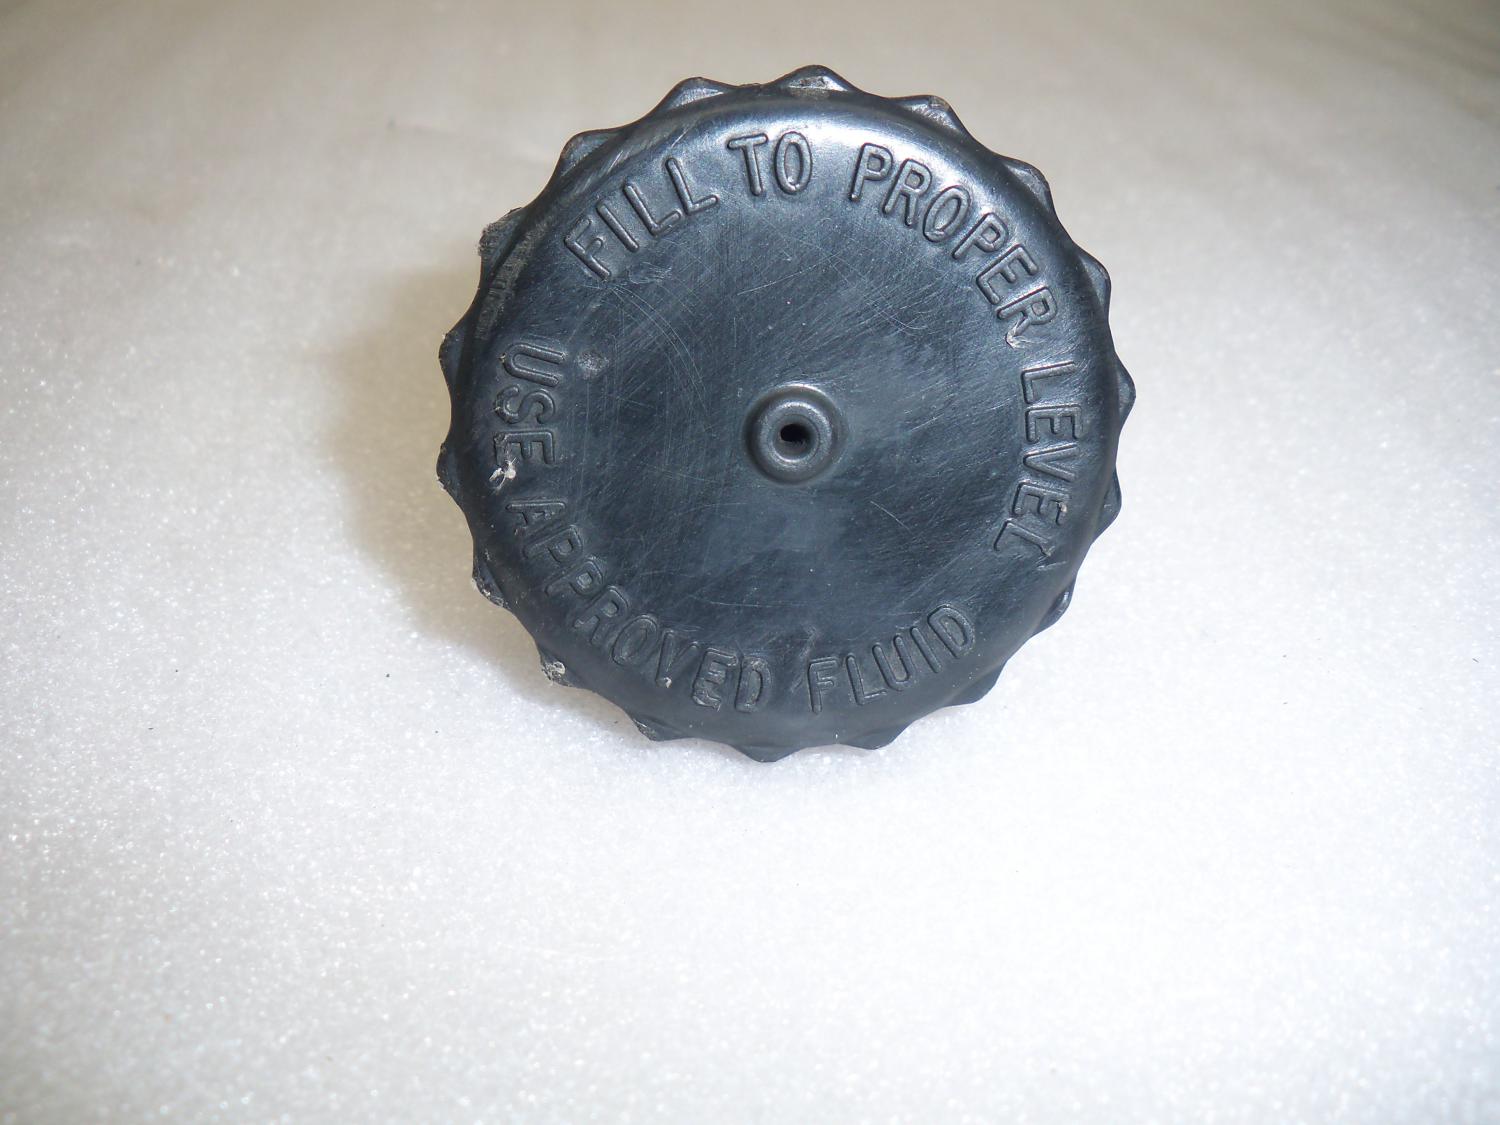 FILL TO PROPER LEVEL
USE APPROVED FLUID